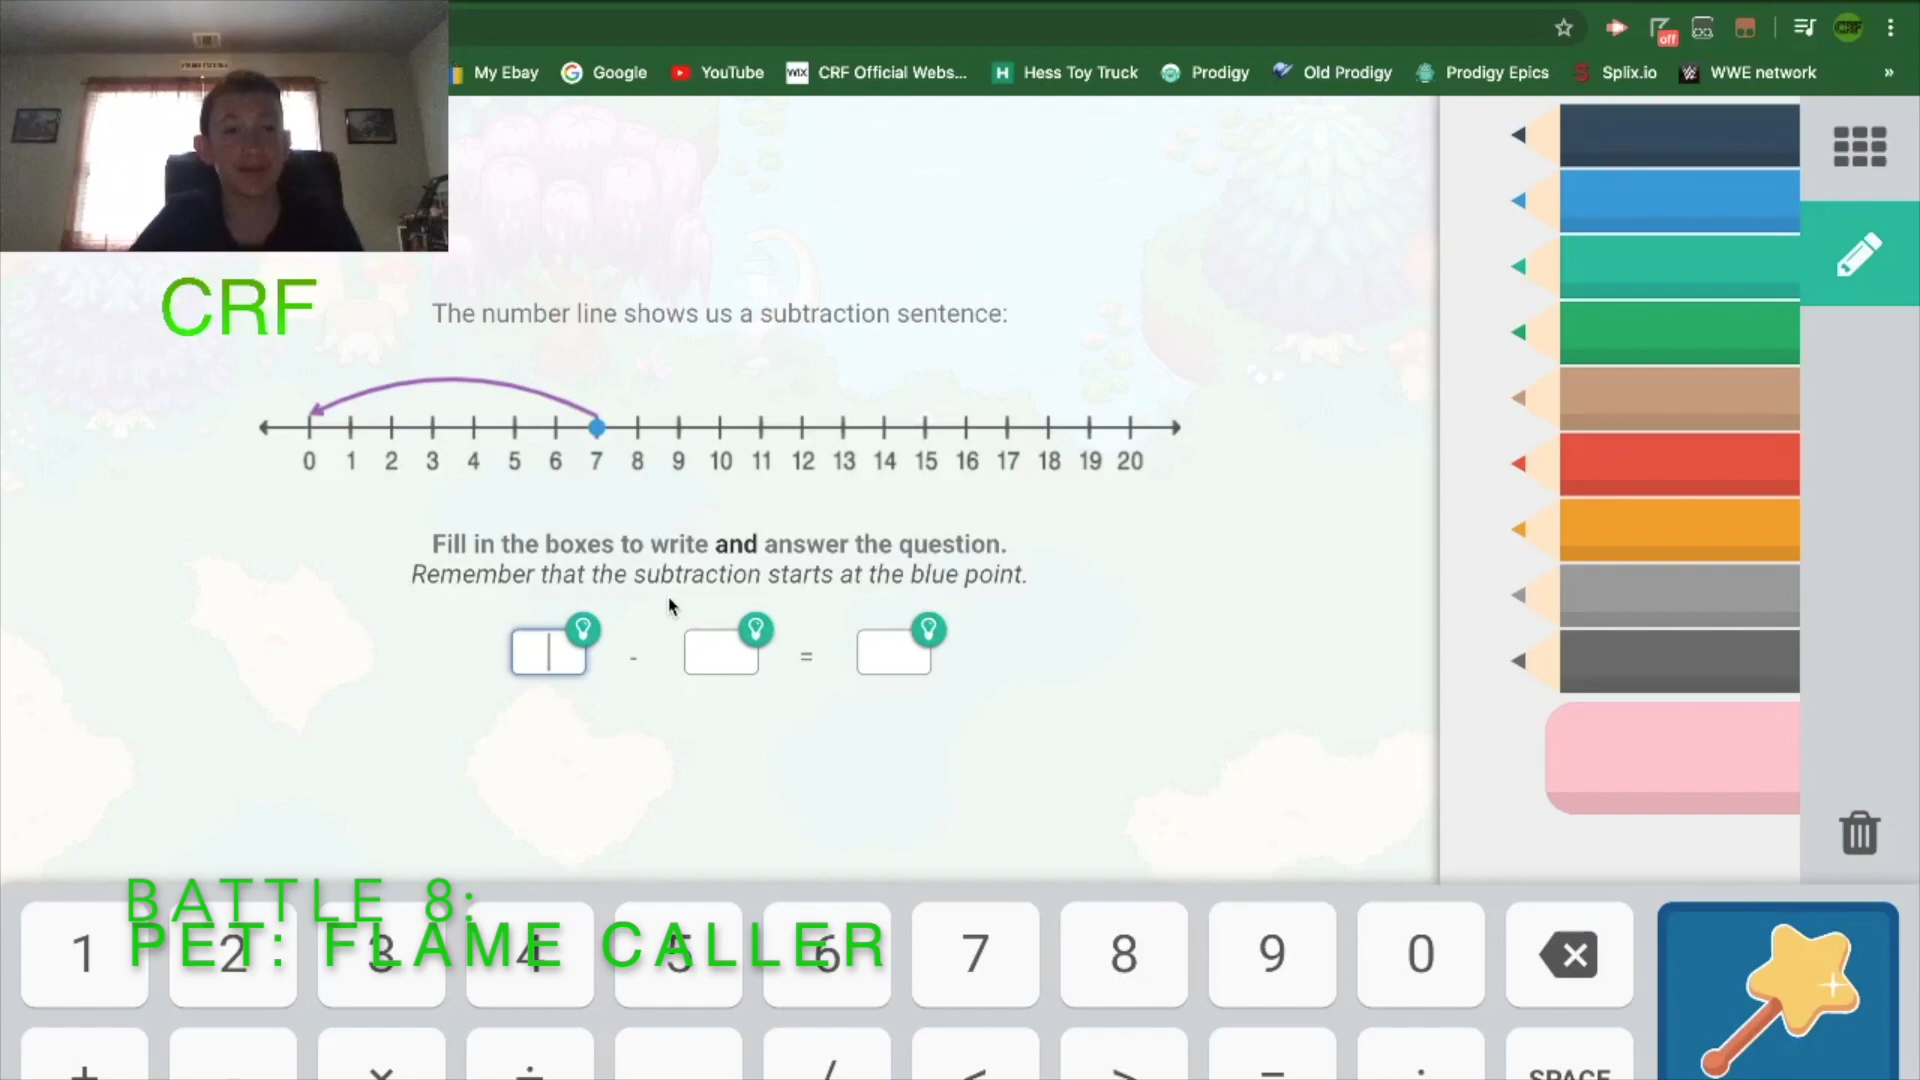 off
CRF
My Ebay
Google
YouTube
WIX
CRF Official Webs...
H
Hess Toy Truck
Prodigy
Old Prodigy
Prodigy Epics
Splix.io
WWE network
»
CRF
The number line shows us a subtraction sentence:
0 1 2 3 4 5 6 7 8 9 10 11 12 13 14 15 16 17 18 19 20
Fill in the boxes to write and answer the question.
Remember that the subtraction starts at the blue point.
- =
BATTLE 8:
PET: FLAME CALLER
1 2 3 4 5 6 7 8 9 0
+ - × ÷ / < > = : SPACE